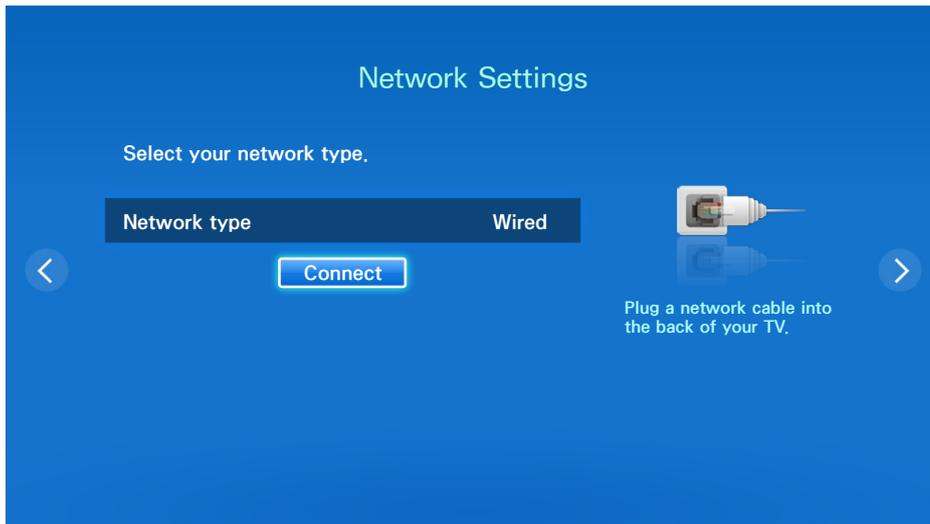 Network Settings
Select your network type.
Network type Wired
Connect
Plug a network cable into
the back of your TV.